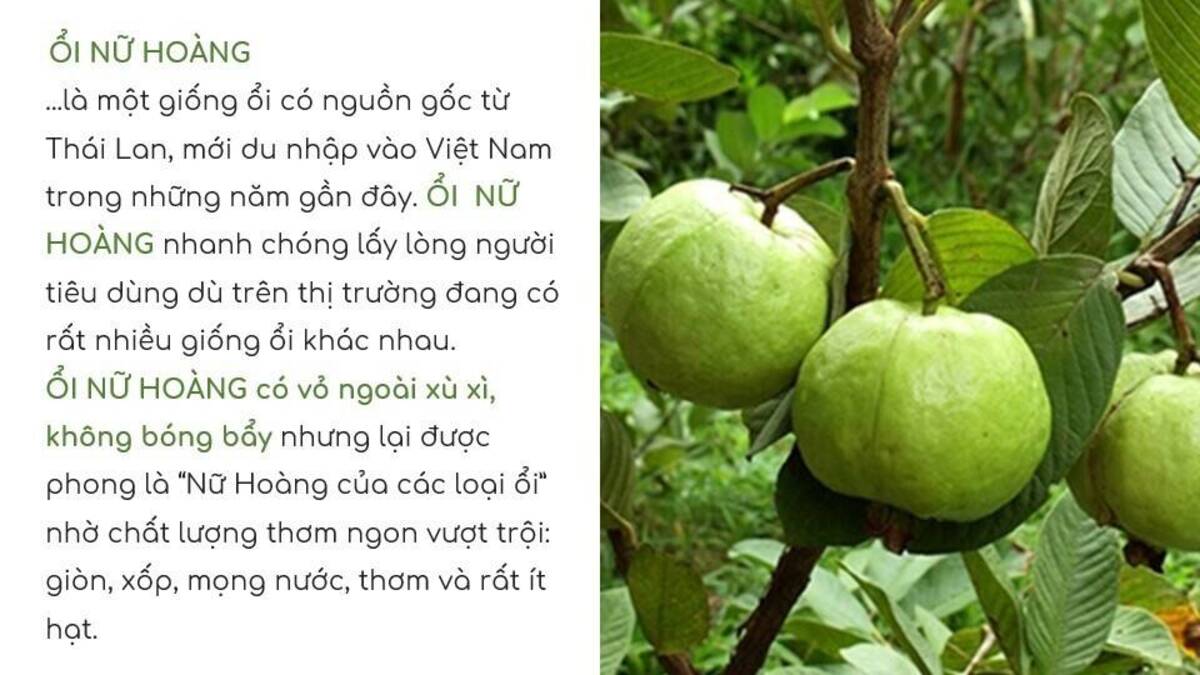 ỔI NỮ HOÀNG
...là một giống ổi có nguồn gốc từ
Thái Lan, mới du nhập vào Việt Nam
trong những năm gần đây. ỔI NỮ
HOÀNG nhanh chóng lấy lòng người
tiêu dùng dù trên thị trường đang có
rất nhiều giống ổi khác nhau.
ỔI NỮ HOÀNG có vỏ ngoài xù xì,
không bóng bẩy nhưng lại được
phong là “Nữ Hoàng của các loại ổi”
nhờ chất lượng thơm ngon vượt trội:
giòn, xốp, mọng nước, thơm và rất ít
hạt.